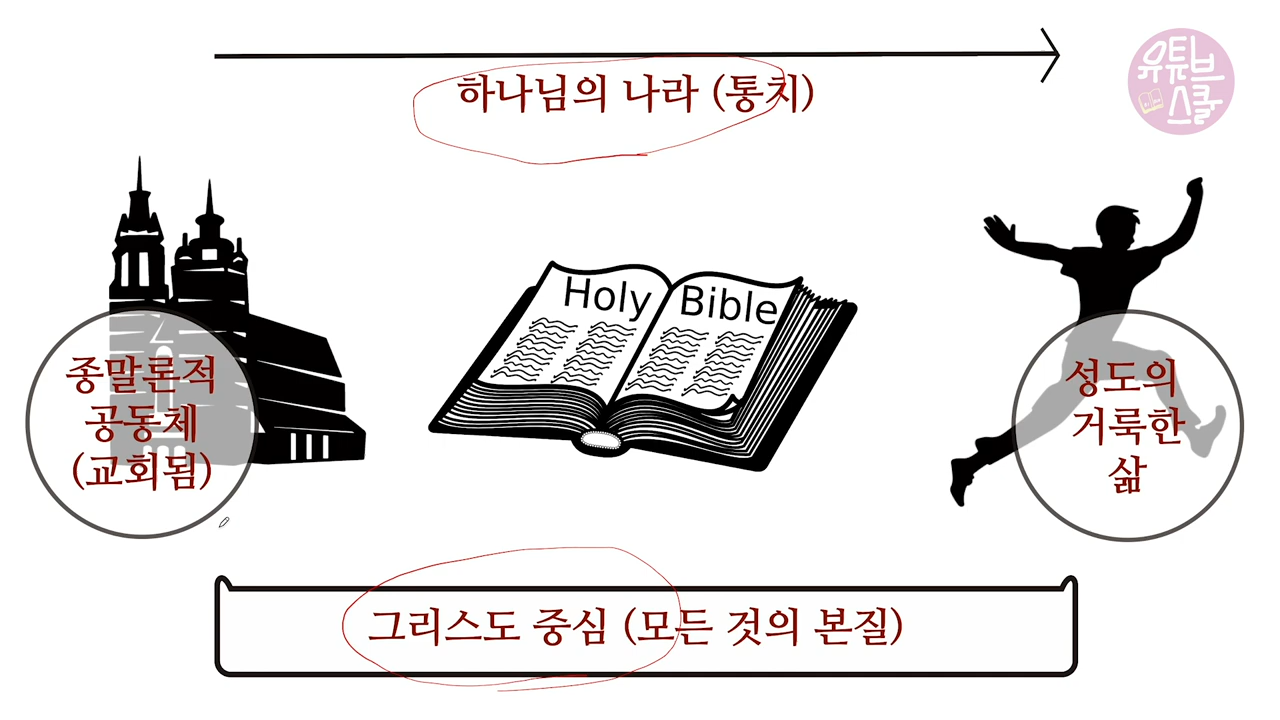 하나님의 나라 (통치)
유튜브
스쿨
Holy Bible
종말론적
공동체
(교회됨)
성도의
거룩한
삶
그리스도 중심 (모든 것의 본질)